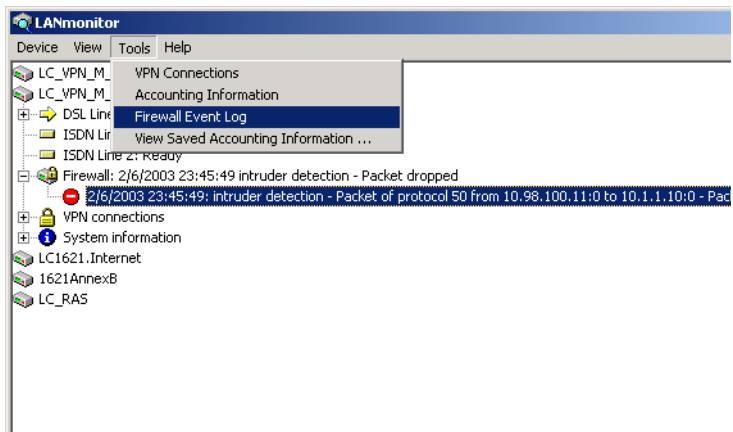 LANmonitor
Device View Tools Help
LC_VPN_M_
VPN Connections
LC_VPN_M_
Accounting Information
DSL Line
Firewall Event Log
ISDN Lin
View Saved Accounting Information ...
ISDN Line 2: Ready
Firewall: 2/6/2003 23:45:49 intruder detection - Packet dropped
2/6/2003 23:45:49: intruder detection - Packet of protocol 50 from 10.98.100.11:0 to 10.1.1.10:0 - Pac
VPN connections
System information
LC1621.Internet
1621AnnexB
LC_RAS